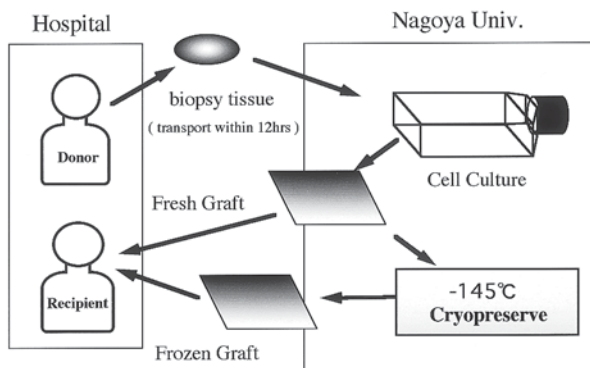 Hospital
Nagoya Univ.
biopsy tissue
( transport within 12hrs )
Donor
Cell Culture
Fresh Graft
Recipient
-145℃
Cryopreserve
Frozen Graft